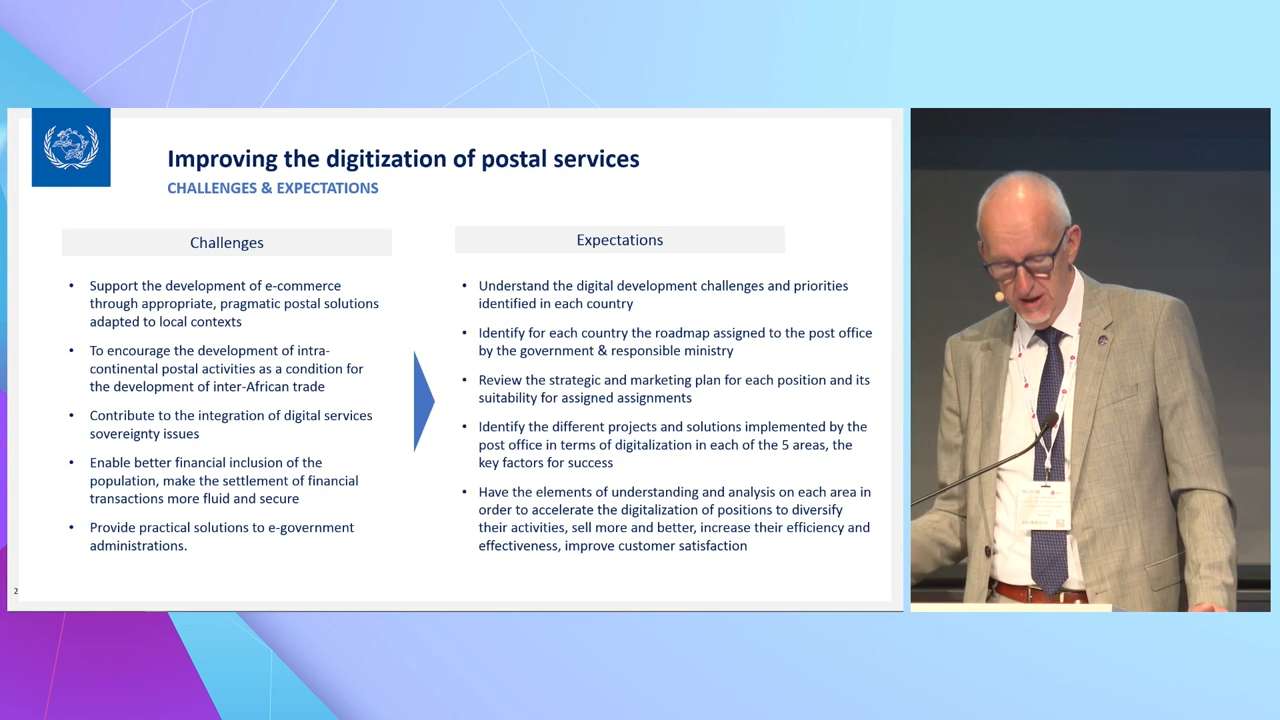 Improving the digitization of postal services
CHALLENGES & EXPECTATIONS
Challenges
• Support the development of e-commerce
through appropriate, pragmatic postal solutions
adapted to local contexts
• To encourage the development of intra-
continental postal activities as a condition for
the development of inter-African trade
• Contribute to the integration of digital services
sovereignty issues
• Enable better financial inclusion of the
population, make the settlement of financial
transactions more fluid and secure
• Provide practical solutions to e-government
administrations.
Expectations
• Understand the digital development challenges and priorities
identified in each country
• Identify for each country the roadmap assigned to the post office
by the government & responsible ministry
• Review the strategic and marketing plan for each position and its
suitability for assigned assignments
• Identify the different projects and solutions implemented by the
post office in terms of digitalization in each of the 5 areas, the
key factors for success
• Have the elements of understanding and analysis on each area in
order to accelerate the digitalization of positions to diversify
their activities, sell more and better, increase their efficiency and
effectiveness, improve customer satisfaction
2